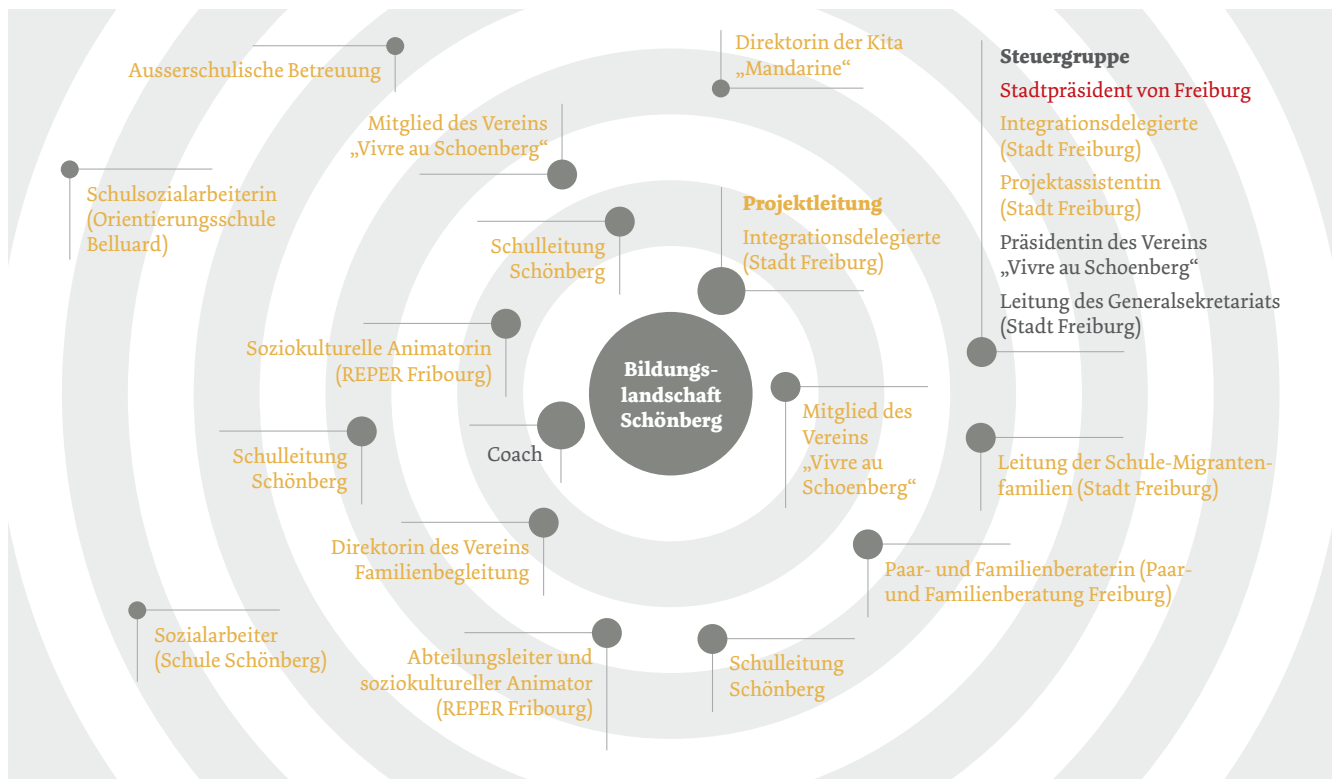 Ausserschulische Betreuung
Direktorin der Kita
„Mandarine“
Steuergruppe
Stadtpräsident von Freiburg
Integrationsdelegierte
(Stadt Freiburg)
Projektassistentin
(Stadt Freiburg)
Präsidentin des Vereins
„Vivre au Schoenberg“
Leitung des Generalsekretariats
(Stadt Freiburg)
Mitglied des Vereins
„Vivre au Schoenberg“
Schulsozialarbeiterin
(Orientierungsschule
Belluard)
Schulleitung
Schönberg
Projektleitung
Integrationsdelegierte
(Stadt Freiburg)
Soziokulturelle Animatorin
(REPER Fribourg)
Bildungs-
landschaft
Schönberg
Mitglied des
Vereins
„Vivre au
Schoenberg“
Coach
Schulleitung
Schönberg
Leitung der Schule-Migranten-
familien (Stadt Freiburg)
Direktorin des Vereins
Familienbegleitung
Paar- und Familienberaterin (Paar-
und Familienberatung Freiburg)
Sozialarbeiter
(Schule Schönberg)
Abteilungsleiter und
soziokultureller Animator
(REPER Fribourg)
Schulleitung
Schönberg